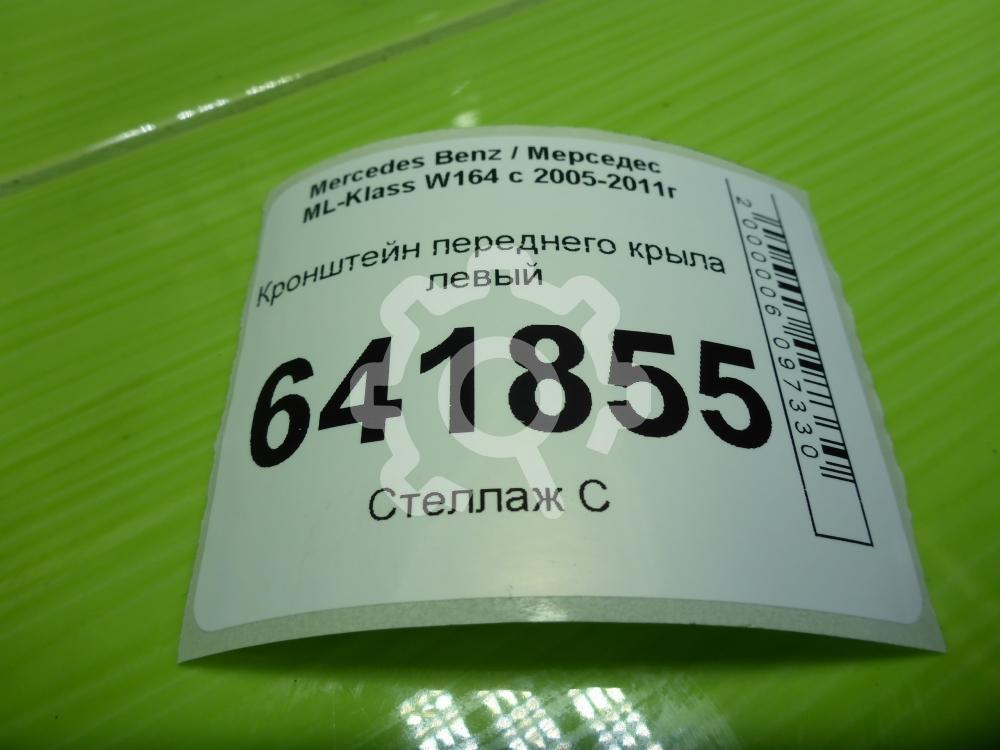 Mercedes Benz / Мерседес
ML-Klass W164 с 2005-2011г
Кронштейн переднего крыла
левый
641855
Стеллаж С
2000006097330